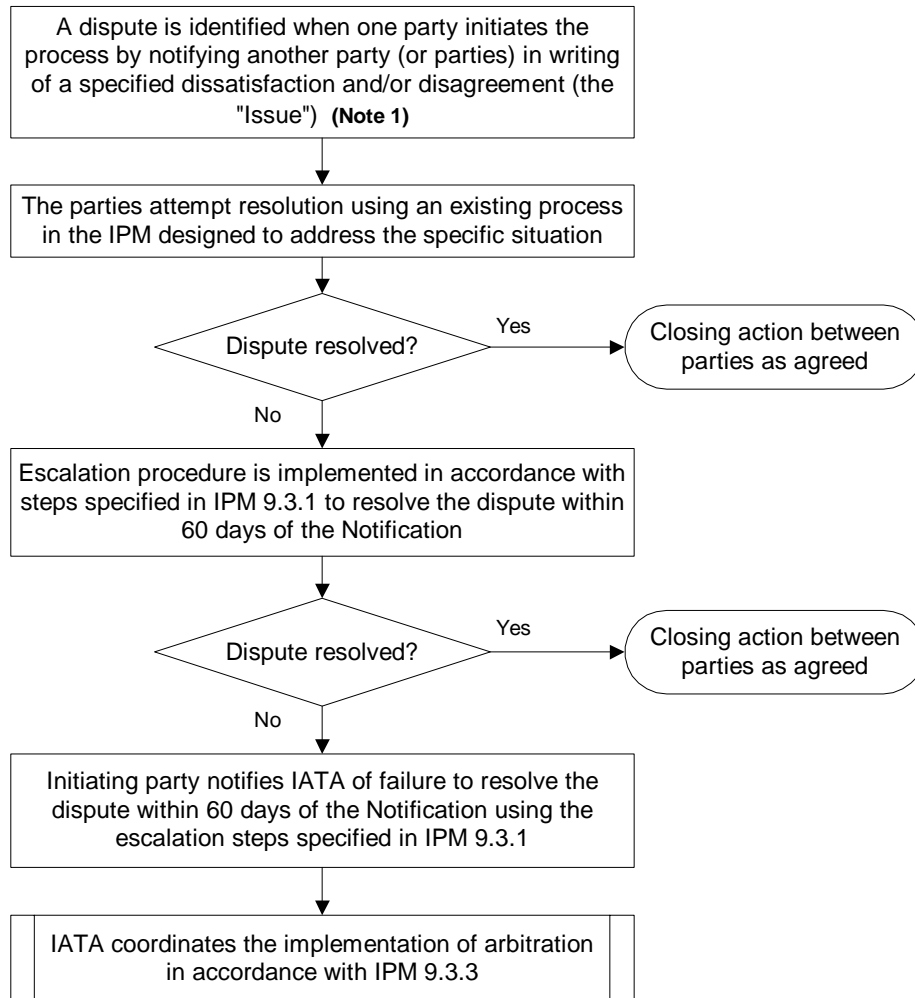 A dispute is identified when one party initiates the
process by notifying another party (or parties) in writing
of a specified dissatisfaction and/or disagreement (the
"Issue") (Note 1)
The parties attempt resolution using an existing process
in the IPM designed to address the specific situation
Dispute resolved?
Yes
Closing action between
parties as agreed
No
Escalation procedure is implemented in accordance with
steps specified in IPM 9.3.1 to resolve the dispute within
60 days of the Notification
Dispute resolved?
Yes
Closing action between
parties as agreed
No
Initiating party notifies IATA of failure to resolve the
dispute within 60 days of the Notification using the
escalation steps specified in IPM 9.3.1
IATA coordinates the implementation of arbitration
in accordance with IPM 9.3.3